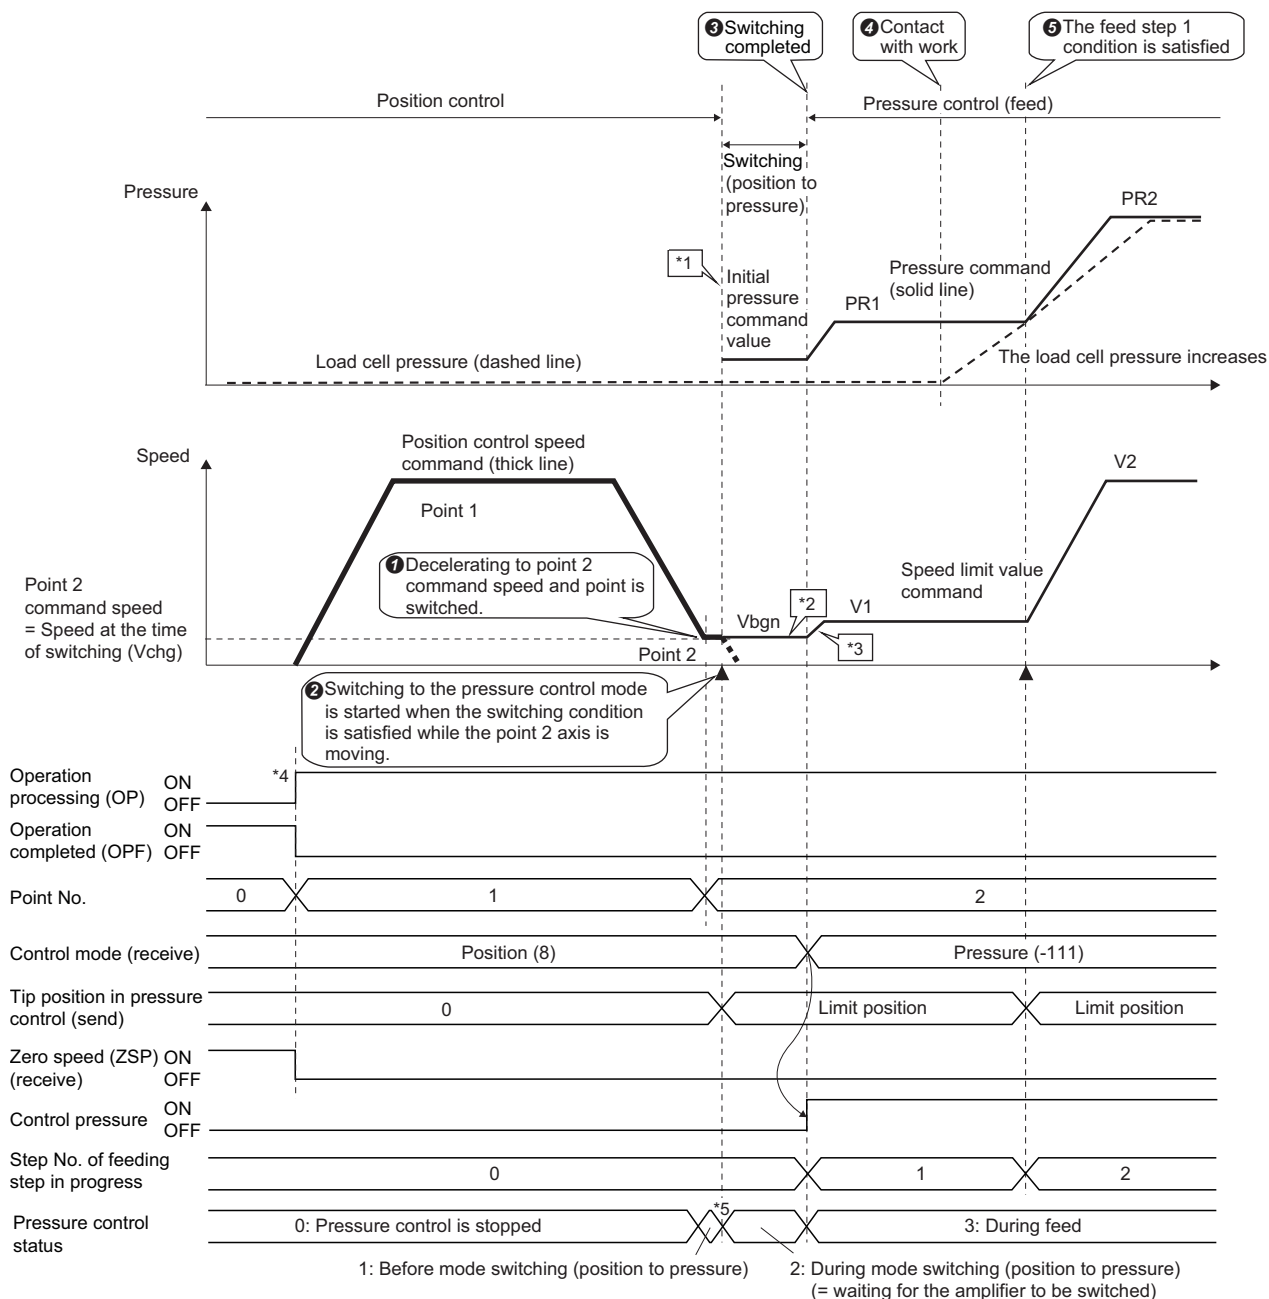 ❸Switching
completed
❹Contact
with work
❺The feed step 1
condition is satisfied
Position control
Pressure control (feed)
Switching
(position to
pressure)
Pressure
PR2
*1
Initial
pressure
command
value
Pressure command
(solid line)
PR1
Load cell pressure (dashed line)
The load cell pressure increases
Speed
Position control speed
command (thick line)
V2
Point 1
❶Decelerating to point 2
command speed and point is
switched.
Point 2
command speed
= Speed at the time
of switching (Vchg)
Speed limit value
command
*2
Vbgn
V1
*3
Point 2
❷Switching to the pressure control mode
is started when the switching condition
is satisfied while the point 2 axis is
moving.
Operation
processing (OP)
ON
OFF
*4
Operation
completed (OPF)
ON
OFF
Point No.
0
1
2
Control mode (receive)
Position (8)
Pressure (-111)
Tip position in pressure
control (send)
0
Limit position
Limit position
Zero speed (ZSP)
(receive)
ON
OFF
Control pressure
ON
OFF
Step No. of feeding
step in progress
0
1
2
Pressure control
status
0: Pressure control is stopped
*5
3: During feed
1: Before mode switching (position to pressure)
2: During mode switching (position to pressure)
(= waiting for the amplifier to be switched)